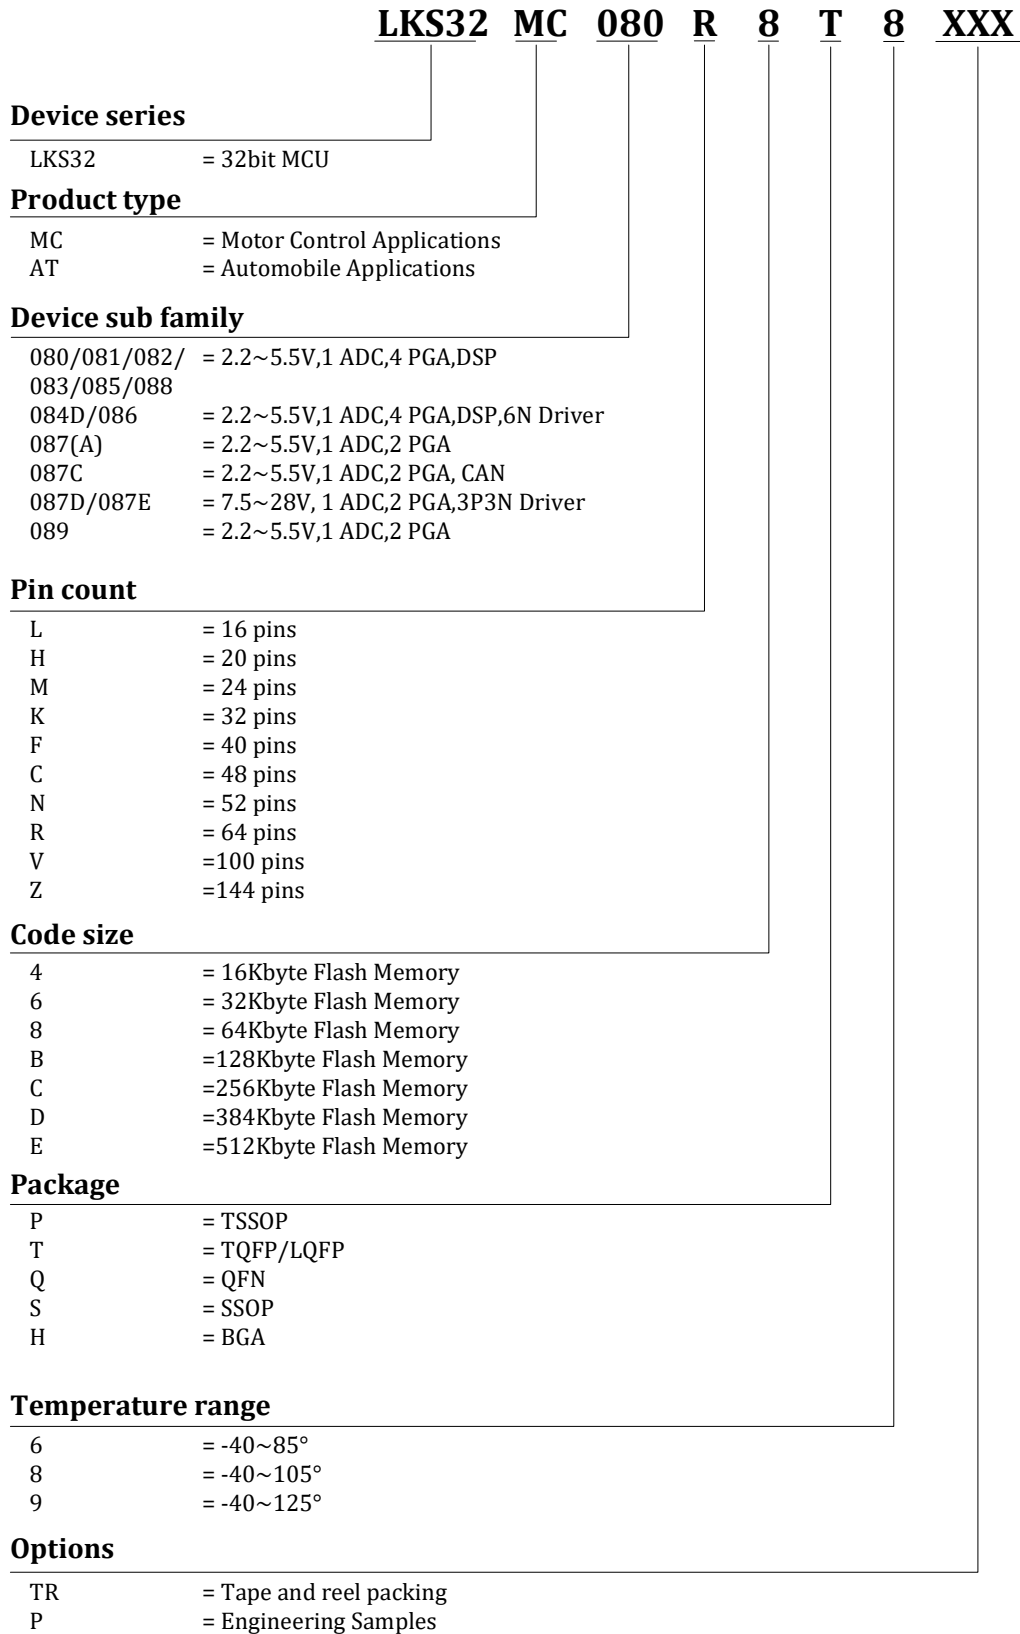 LKS32 MC 080 R 8 T 8 XXX
Device series
LKS32 = 32bit MCU
Product type
MC = Motor Control Applications
AT = Automobile Applications
Device sub family
080/081/082/ = 2.2~5.5V,1 ADC,4 PGA,DSP
083/085/088
084D/086 = 2.2~5.5V,1 ADC,4 PGA,DSP,6N Driver
087(A) = 2.2~5.5V,1 ADC,2 PGA
087C = 2.2~5.5V,1 ADC,2 PGA, CAN
087D/087E = 7.5~28V, 1 ADC,2 PGA,3P3N Driver
089 = 2.2~5.5V,1 ADC,2 PGA
Pin count
L = 16 pins
H = 20 pins
M = 24 pins
K = 32 pins
F = 40 pins
C = 48 pins
N = 52 pins
R = 64 pins
V =100 pins
Z =144 pins
Code size
4 = 16Kbyte Flash Memory
6 = 32Kbyte Flash Memory
8 = 64Kbyte Flash Memory
B =128Kbyte Flash Memory
C =256Kbyte Flash Memory
D =384Kbyte Flash Memory
E =512Kbyte Flash Memory
Package
P = TSSOP
T = TQFP/LQFP
Q = QFN
S = SSOP
H = BGA
Temperature range
6 = -40~85°
8 = -40~105°
9 = -40~125°
Options
TR = Tape and reel packing
P = Engineering Samples